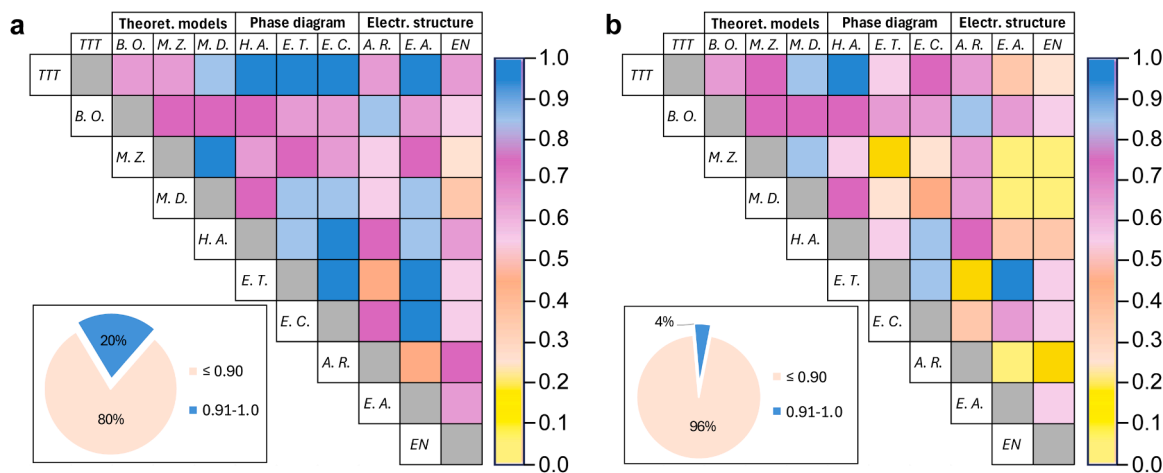 a
Theoret. models Phase diagram Electr. structure
TTT B. O. M. Z. M. D. H. A. E. T. E. C. A. R. E. A. EN
TTT
B. O.
M. Z.
M. D.
H. A.
E. T.
E. C.
A. R.
E. A.
EN
1.0
0.9
0.8
0.7
0.6
0.5
0.4
0.3
0.2
0.1
0.0
20%
80%
≤ 0.90
0.91-1.0
b
Theoret. models Phase diagram Electr. structure
TTT B. O. M. Z. M. D. H. A. E. T. E. C. A. R. E. A. EN
TTT
B. O.
M. Z.
M. D.
H. A.
E. T.
E. C.
A. R.
E. A.
EN
1.0
0.9
0.8
0.7
0.6
0.5
0.4
0.3
0.2
0.1
0.0
4%
96%
≤ 0.90
0.91-1.0